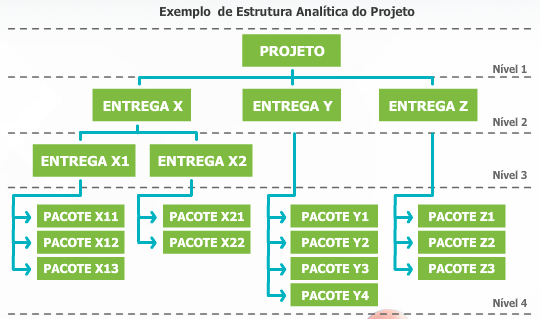 Exemplo de Estrutura Analítica do Projeto
PROJETO
Nível 1
ENTREGA X
ENTREGA Y
ENTREGA Z
Nível 2
ENTREGA X1
ENTREGA X2
Nível 3
PACOTE X11
PACOTE X12
PACOTE X13
PACOTE X21
PACOTE X22
PACOTE Y1
PACOTE Y2
PACOTE Y3
PACOTE Y4
PACOTE Z1
PACOTE Z2
PACOTE Z3
Nível 4